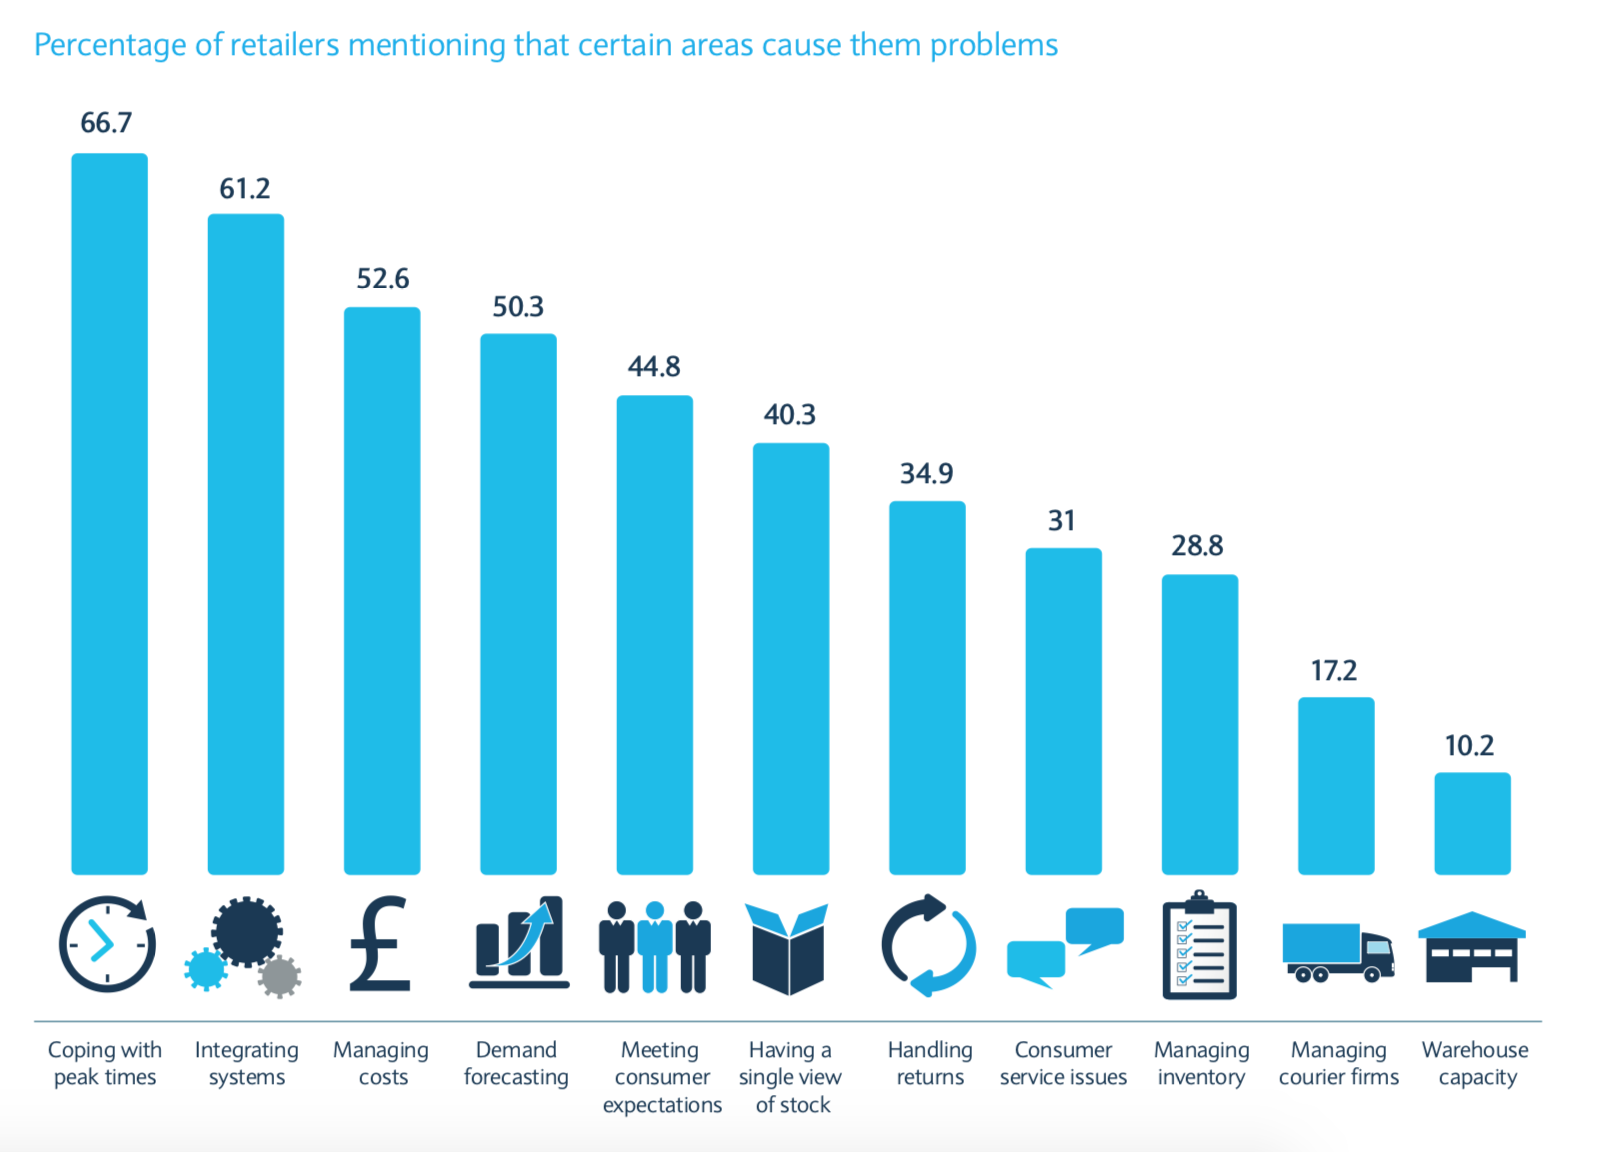 Percentage of retailers mentioning that certain areas cause them problems
66.7
61.2
52.6
50.3
44.8
40.3
34.9
31
28.8
17.2
10.2
£
Coping with
peak times
Integrating
systems
Managing
costs
Demand
forecasting
Meeting
consumer
expectations
Having a
single view
of stock
Handling
returns
Consumer
service issues
Managing
inventory
Managing
courier firms
Warehouse
capacity